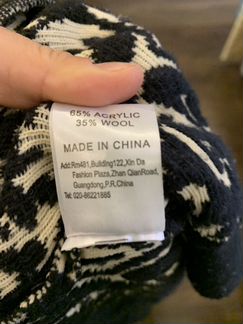 65% ACRYLIC
35% WOOL
MADE IN CHINA
Add:Rm481,Building122,Xin Da
Fashion Plaza,Zhan QianRoad,
Guangdong,P.R,China
Tel: 020-86221885